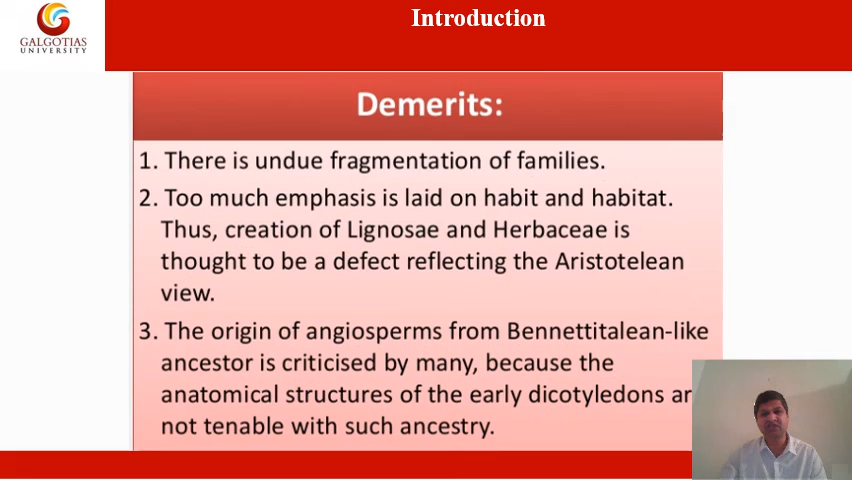 Introduction
GALGOTIAS
UNIVERSITY
Demerits:
1. There is undue fragmentation of families.
2. Too much emphasis is laid on habit and habitat.
Thus, creation of Lignosae and Herbaceae is
thought to be a defect reflecting the Aristotelean
view.
3. The origin of angiosperms from Bennettitalean-like
ancestor is criticised by many, because the
anatomical structures of the early dicotyledons
not tenable with such ancestry.